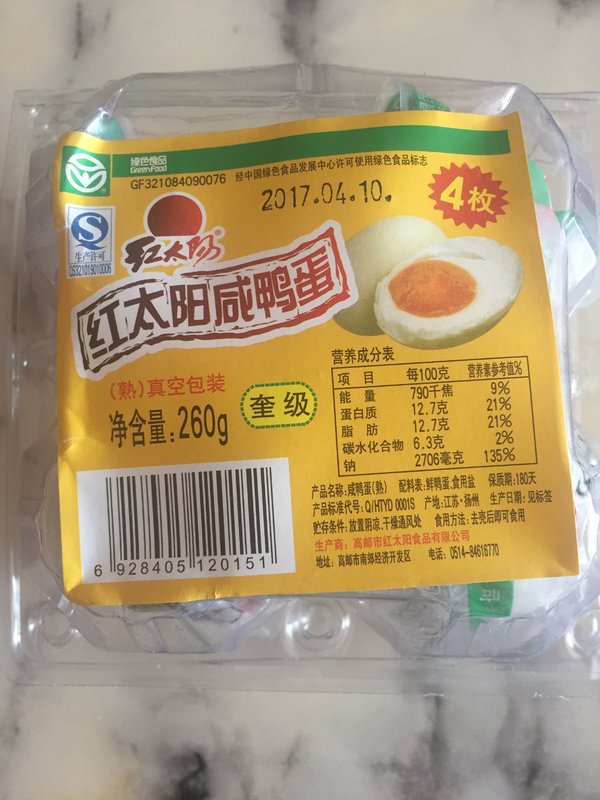 绿色食品
GreenFood
GF321084090076 经中国绿色食品发展中心许可使用绿色食品标志
2017.04.10.
4枚
生产许可
QS321019010006
红太阳®
红太阳咸鸭蛋
(熟)真空包装
净含量:260g
奎级
营养成分表
项 目 每100克 营养素参考值%
能 量 790千焦 9%
蛋白质 12.7克 21%
脂 肪 12.7克 21%
碳水化合物 6.3克 2%
钠 2706毫克 135%
产品名称:咸鸭蛋(熟) 配料表:鲜鸭蛋,食用盐 保质期:180天
产品标准代号:Q/HTYD 0001S 产地:江苏·扬州 生产日期:见标签
贮存条件:放置阴凉,干燥通风处 食用方法:去壳后即可食用
生产商:高邮市红太阳食品有限公司
地址:高邮市南郊经济开发区 电话:0514-84616770
6 928405 120151